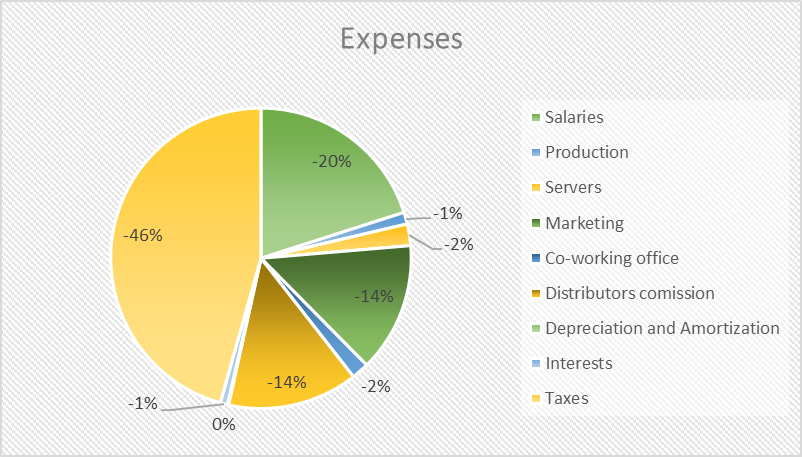 Expenses
-20%
-1%
-2%
-14%
-2%
-14%
0%
-1%
-46%
Salaries
Production
Servers
Marketing
Co-working office
Distributors comission
Depreciation and Amortization
Interests
Taxes